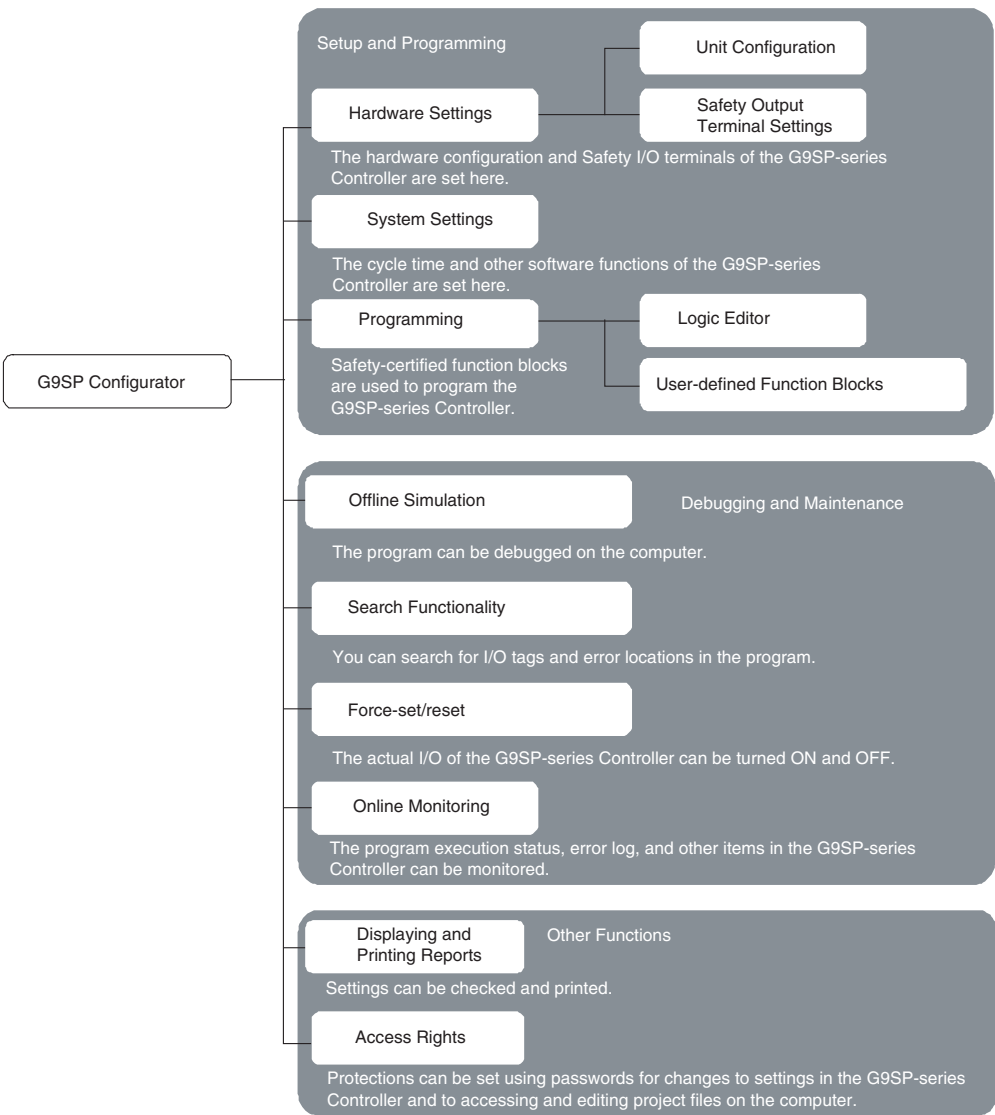 Setup and Programming
Unit Configuration
Hardware Settings
Safety Output
Terminal Settings
The hardware configuration and Safety I/O terminals of the G9SP-series
Controller are set here.
System Settings
The cycle time and other software functions of the G9SP-series
Controller are set here.
Programming
Logic Editor
Safety-certified function blocks
are used to program the
G9SP-series Controller.
User-defined Function Blocks
G9SP Configurator
Offline Simulation
Debugging and Maintenance
The program can be debugged on the computer.
Search Functionality
You can search for I/O tags and error locations in the program.
Force-set/reset
The actual I/O of the G9SP-series Controller can be turned ON and OFF.
Online Monitoring
The program execution status, error log, and other items in the G9SP-series
Controller can be monitored.
Displaying and
Printing Reports
Other Functions
Settings can be checked and printed.
Access Rights
Protections can be set using passwords for changes to settings in the G9SP-series
Controller and to accessing and editing project files on the computer.